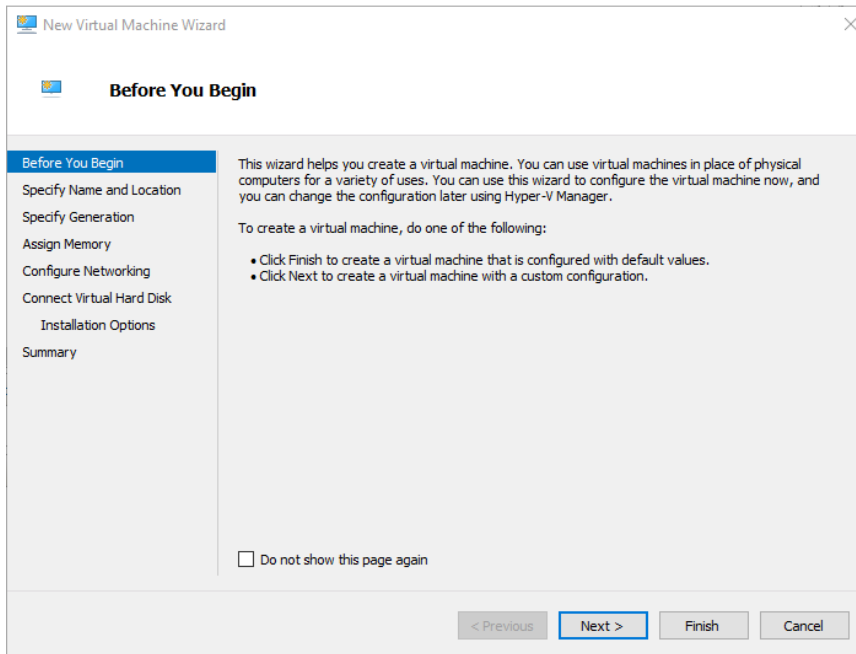 New Virtual Machine Wizard
Before You Begin
Before You Begin
Specify Name and Location
Specify Generation
Assign Memory
Configure Networking
Connect Virtual Hard Disk
Installation Options
Summary
This wizard helps you create a virtual machine. You can use virtual machines in place of physical
computers for a variety of uses. You can use this wizard to configure the virtual machine now, and
you can change the configuration later using Hyper-V Manager.
To create a virtual machine, do one of the following:
• Click Finish to create a virtual machine that is configured with default values.
• Click Next to create a virtual machine with a custom configuration.
Do not show this page again
< Previous
Next >
Finish
Cancel